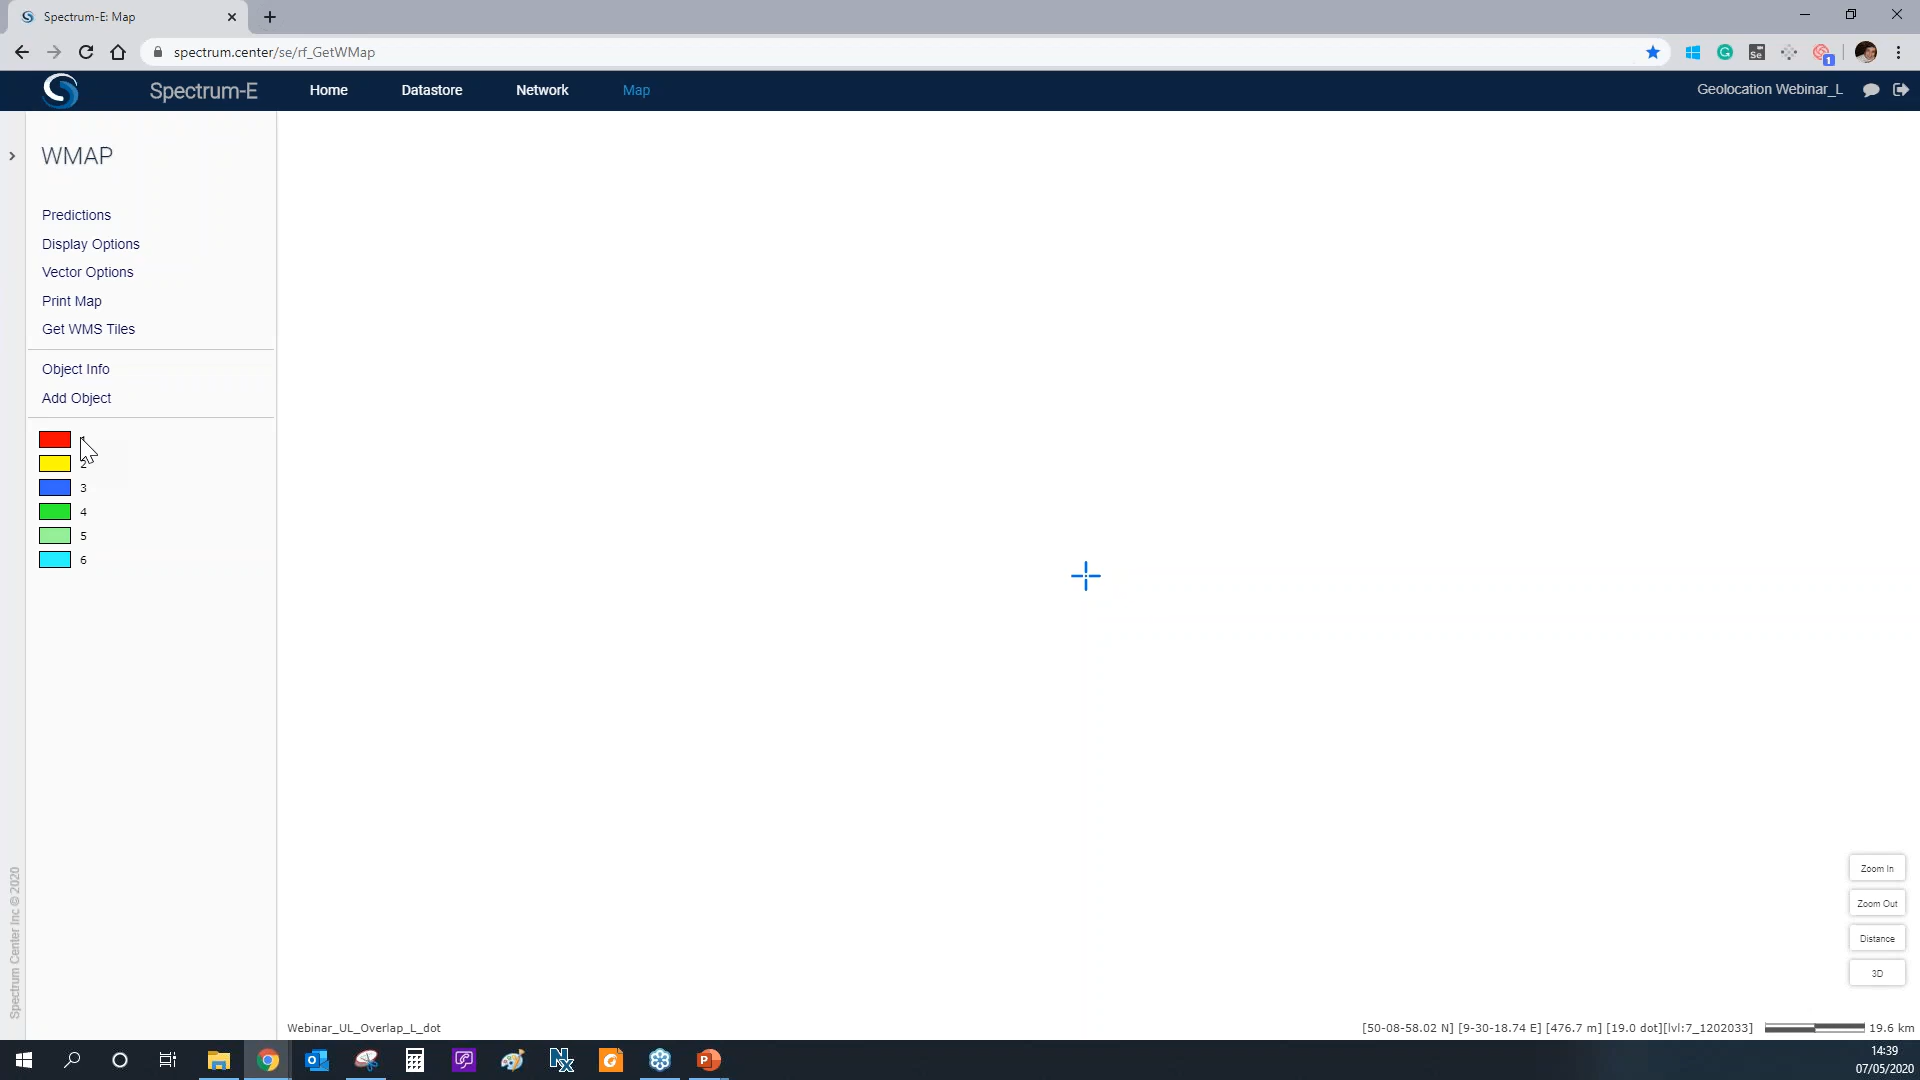 Spectrum-E: Map
spectrum.center/se/rf_GetWMap
1
Spectrum-E
Home
Datastore
Network
Map
Geolocation Webinar_L
WMAP
Predictions
Display Options
Vector Options
Print Map
Get WMS Tiles
Object Info
Add Object
2
3
4
5
6
Spectrum Center Inc © 2020
Zoom In
Zoom Out
Distance
3D
Webinar_UL_Overlap_L_dot
[50-08-58.02 N] [9-30-18.74 E] [476.7 m] [19.0 dot][lvl:7_1202033]
19.6 km
14:39
07/05/2020